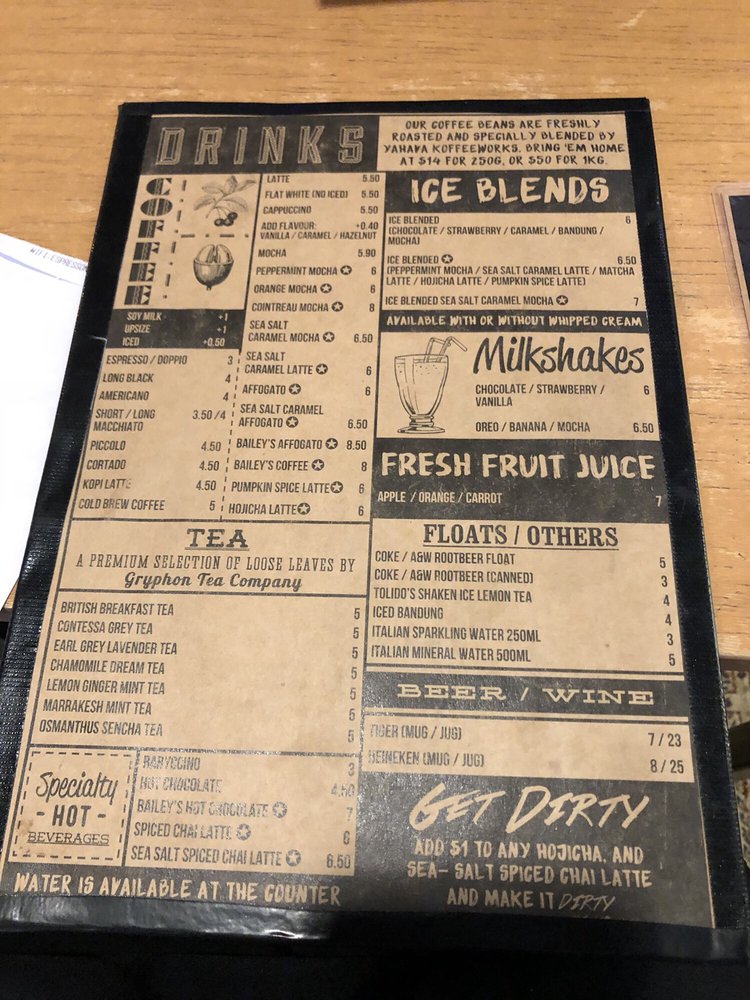 DRINKS
OUR COFFEE BEANS ARE FRESHLY
ROASTED AND SPECIALLY BLENDED BY
YAHAVA KOFFEEWORKS. BRING 'EM HOME
AT $14 FOR 250G, OR $50 FOR 1KG.
COFFEE
SOY MILK +1
UPSIZE +1
ICED +0.50
ESPRESSO / DOPPIO 3
LONG BLACK 4
AMERICANO 4
SHORT / LONG 3.50 /4
MACCHIATO
PICCOLO 4.50
CORTADO 4.50
KOPI LATTE 4.50
COLD BREW COFFEE 5
LATTE 5.50
FLAT WHITE (NO ICED) 5.50
CAPPUCCINO 5.50
ADD FLAVOUR: +0.40
VANILLA / CARAMEL / HAZELNUT
MOCHA 5.90
PEPPERMINT MOCHA 6
ORANGE MOCHA 6
COINTREAU MOCHA 8
SEA SALT
CARAMEL MOCHA 6.50
SEA SALT
CARAMEL LATTE 6
AFFOGATO 6
SEA SALT CARAMEL
AFFOGATO 6.50
BAILEY'S AFFOGATO 8.50
BAILEY'S COFFEE 8
PUMPKIN SPICE LATTE 6
HOJICHA LATTE 6
ICE BLENDS
ICE BLENDED 6
(CHOCOLATE / STRAWBERRY / CARAMEL / BANDUNG /
MOCHA)
ICE BLENDED 6.50
(PEPPERMINT MOCHA / SEA SALT CARAMEL LATTE / MATCHA
LATTE / HOJICHA LATTE / PUMPKIN SPICE LATTE)
ICE BLENDED SEA SALT CARAMEL MOCHA 7
AVAILABLE WITH OR WITHOUT WHIPPED CREAM
Milkshakes
CHOCOLATE / STRAWBERRY / 6
VANILLA
OREO / BANANA / MOCHA 6.50
FRESH FRUIT JUICE
APPLE / ORANGE / CARROT 7
TEA
A PREMIUM SELECTION OF LOOSE LEAVES BY
Gryphon Tea Company
BRITISH BREAKFAST TEA 5
CONTESSA GREY TEA 5
EARL GREY LAVENDER TEA 5
CHAMOMILE DREAM TEA 5
LEMON GINGER MINT TEA 5
MARRAKESH MINT TEA 5
OSMANTHUS SENCHA TEA 5
FLOATS / OTHERS
COKE / A&W ROOTBEER FLOAT 5
COKE / A&W ROOTBEER (CANNED) 3
TOLIDO'S SHAKEN ICE LEMON TEA 4
ICED BANDUNG 4
ITALIAN SPARKLING WATER 250ML 3
ITALIAN MINERAL WATER 500ML 5
BEER / WINE
TIGER (MUG / JUG) 7 / 23
HEINEKEN (MUG / JUG) 8 / 25
Specialty
- HOT -
BEVERAGES
BABYCCINO 3
HOT CHOCOLATE 4.50
BAILEY'S HOT CHOCOLATE 7
SPICED CHAI LATTE 6
SEA SALT SPICED CHAI LATTE 6.50
WATER IS AVAILABLE AT THE COUNTER
GET DIRTY
ADD $1 TO ANY HOJICHA, AND
SEA- SALT SPICED CHAI LATTE
AND MAKE IT DIRTY